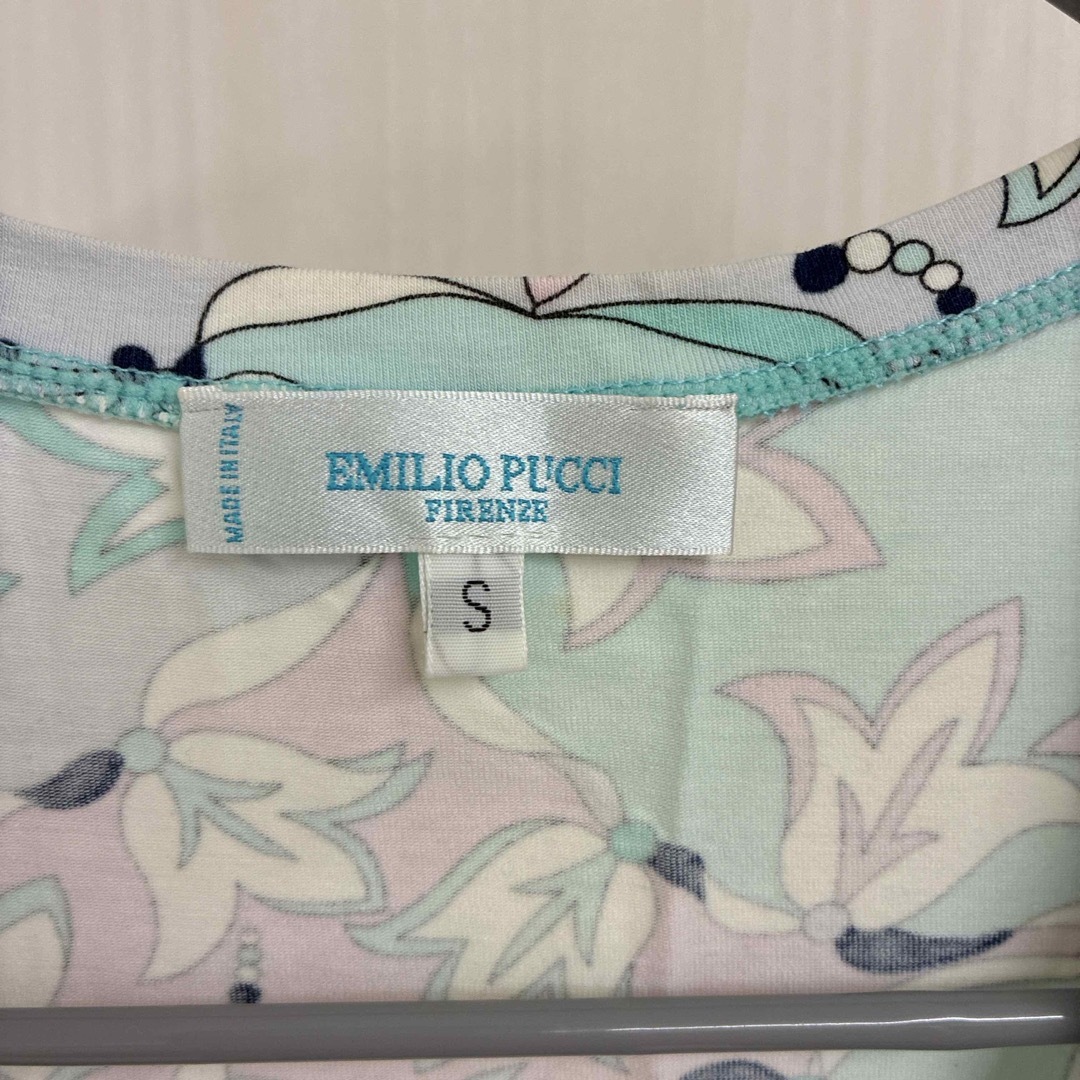 MADE IN ITALY
EMILIO PUCCI
FIRENZE
S